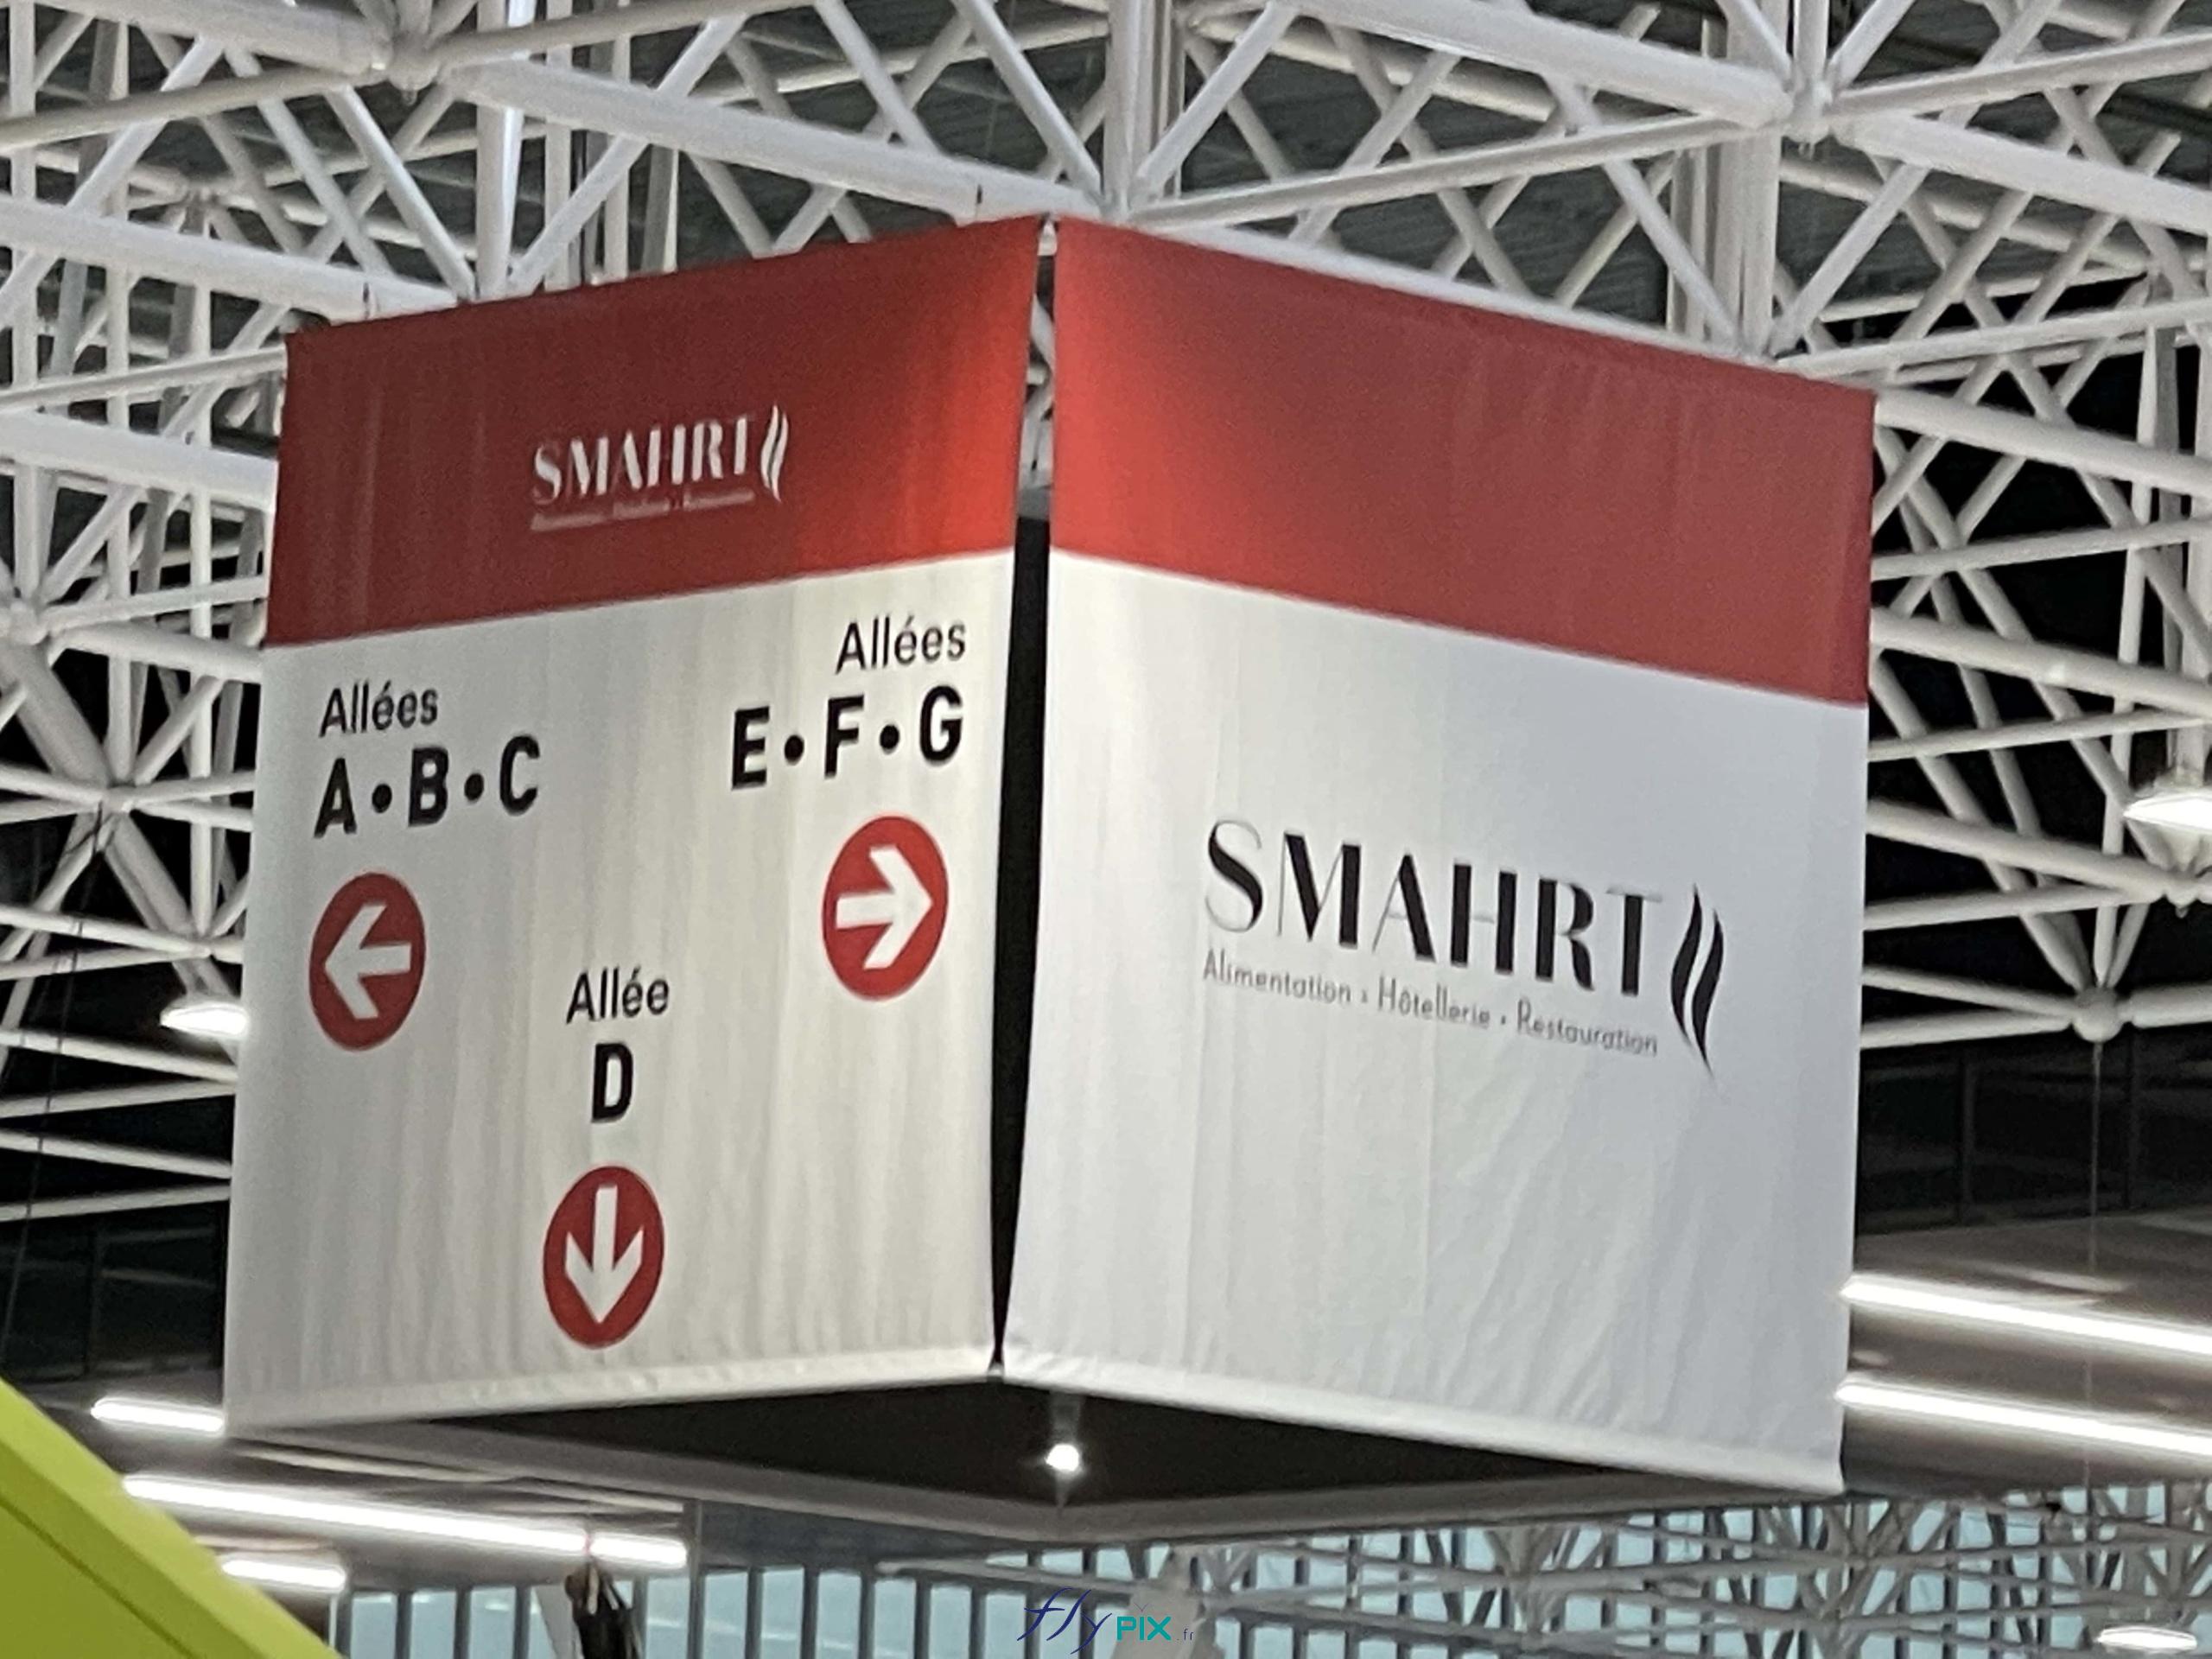 SMAHRT
Allées
A•B•C
Allées
E•F•G
Allée
D
SMAHRT
Alimentation • Hôtellerie • Restauration
flyPIX.fr